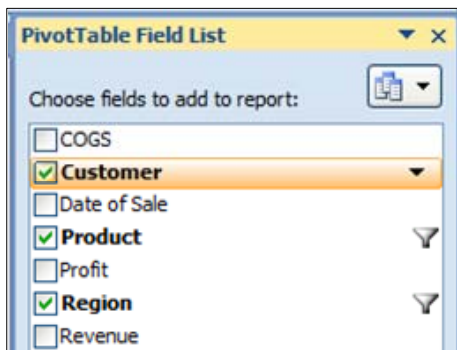 PivotTable Field List
Choose fields to add to report:
COGS
Customer
Date of Sale
Product
Profit
Region
Revenue